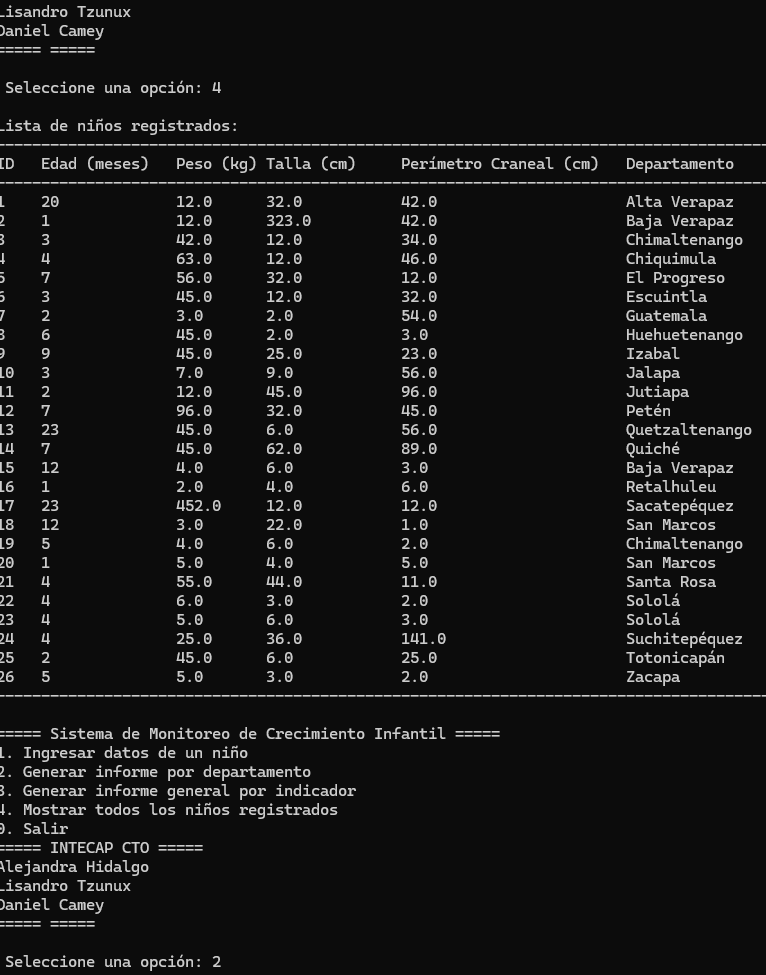 Lisandro Tzunux
Daniel Camey
===== =====
Seleccione una opción: 4
Lista de niños registrados:
ID Edad (meses) Peso (kg) Talla (cm) Perímetro Craneal (cm) Departamento
1 20 12.0 32.0 42.0 Alta Verapaz
2 1 12.0 323.0 42.0 Baja Verapaz
3 3 42.0 12.0 34.0 Chimaltenango
4 4 63.0 12.0 46.0 Chiquimula
5 7 56.0 32.0 12.0 El Progreso
6 3 45.0 12.0 32.0 Escuintla
7 2 3.0 2.0 54.0 Guatemala
8 6 45.0 2.0 3.0 Huehuetenango
9 9 45.0 25.0 23.0 Izabal
10 3 7.0 9.0 56.0 Jalapa
11 2 12.0 45.0 96.0 Jutiapa
12 7 96.0 32.0 45.0 Petén
13 23 45.0 6.0 56.0 Quetzaltenango
14 7 45.0 62.0 89.0 Quiché
15 12 4.0 6.0 3.0 Baja Verapaz
16 1 2.0 4.0 6.0 Retalhuleu
17 23 452.0 12.0 12.0 Sacatepéquez
18 12 3.0 22.0 1.0 San Marcos
19 5 4.0 6.0 2.0 Chimaltenango
20 1 5.0 4.0 5.0 San Marcos
21 4 55.0 44.0 11.0 Santa Rosa
22 4 6.0 3.0 2.0 Sololá
23 4 5.0 6.0 3.0 Sololá
24 4 25.0 36.0 141.0 Suchitepéquez
25 2 45.0 6.0 25.0 Totonicapán
26 5 5.0 3.0 2.0 Zacapa
===== Sistema de Monitoreo de Crecimiento Infantil =====
1. Ingresar datos de un niño
2. Generar informe por departamento
3. Generar informe general por indicador
4. Mostrar todos los niños registrados
0. Salir
===== INTECAP CTO =====
Alejandra Hidalgo
Lisandro Tzunux
Daniel Camey
===== =====
Seleccione una opción: 2